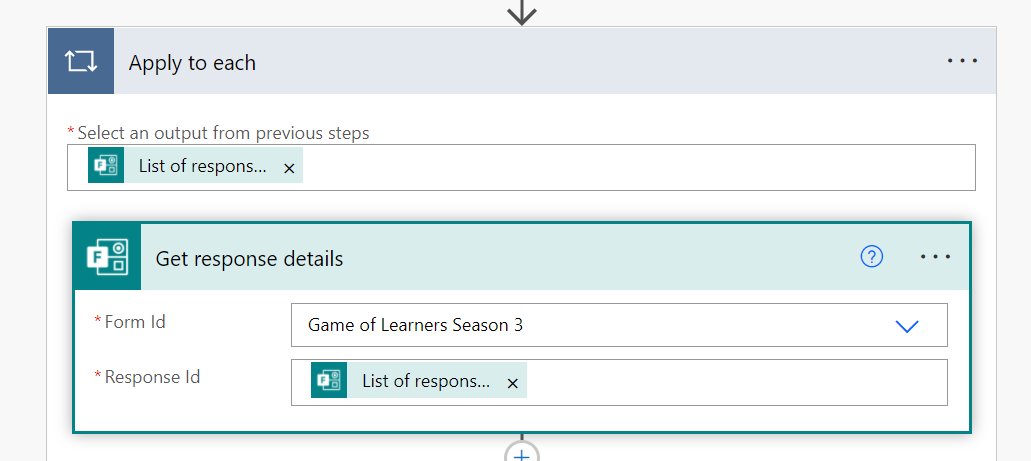 Apply to each
* Select an output from previous steps
F List of respons... ×
F Get response details ?
* Form Id Game of Learners Season 3
* Response Id F List of respons... ×